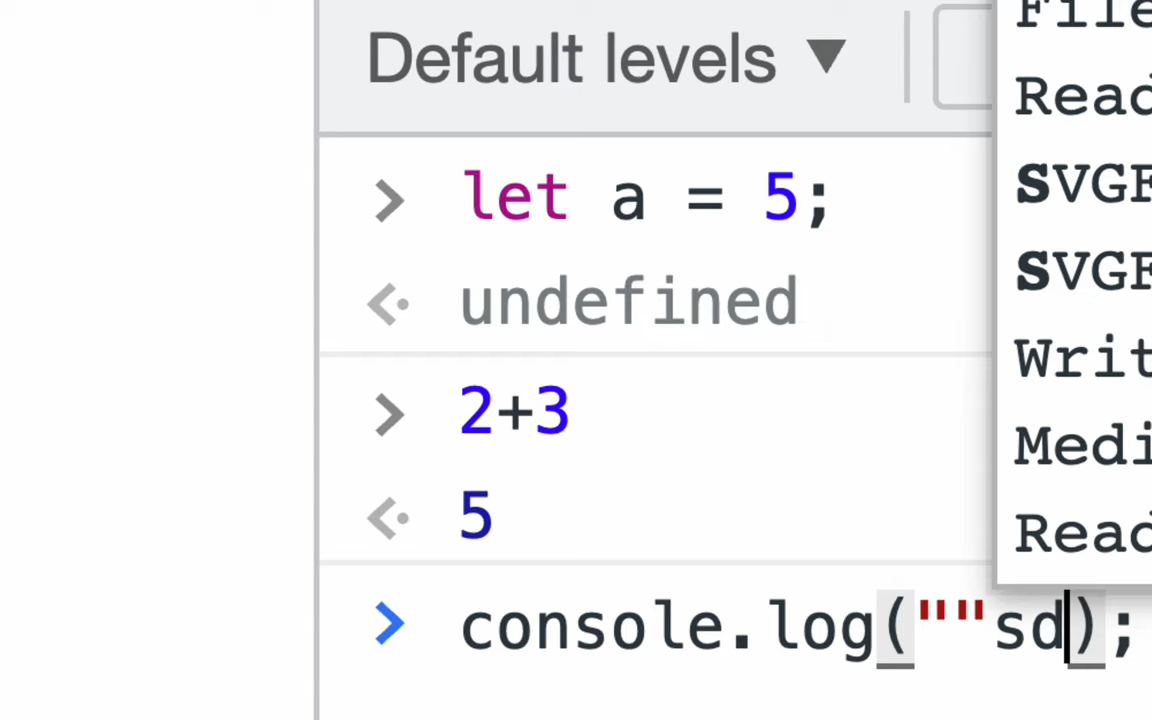 Default levels ▼
> let a = 5;
undefined
> 2+3
5
> console.log(""sd);